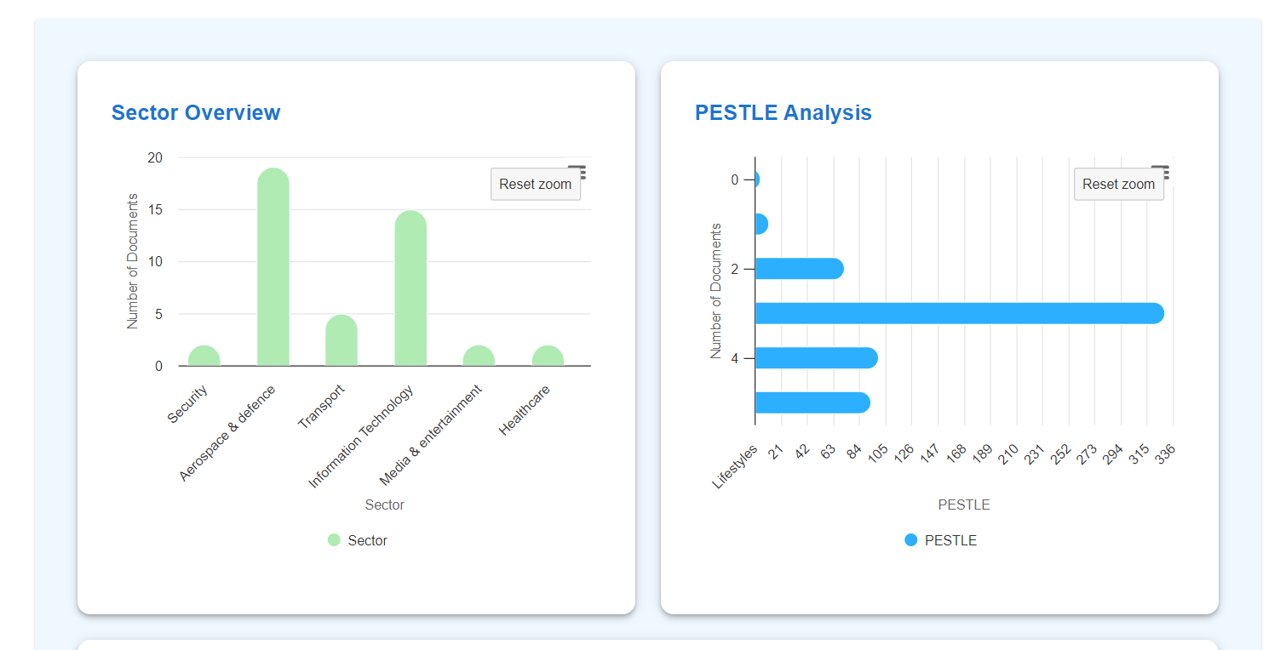 Sector Overview
20
15
10
5
0
Number of Documents
Reset zoom
Security
Aerospace & defence
Transport
Information Technology
Media & entertainment
Healthcare
Sector
Sector
PESTLE Analysis
0
2
4
Number of Documents
Reset zoom
Lifestyles
21
42
63
84
105
126
147
168
189
210
231
252
273
294
315
336
PESTLE
PESTLE